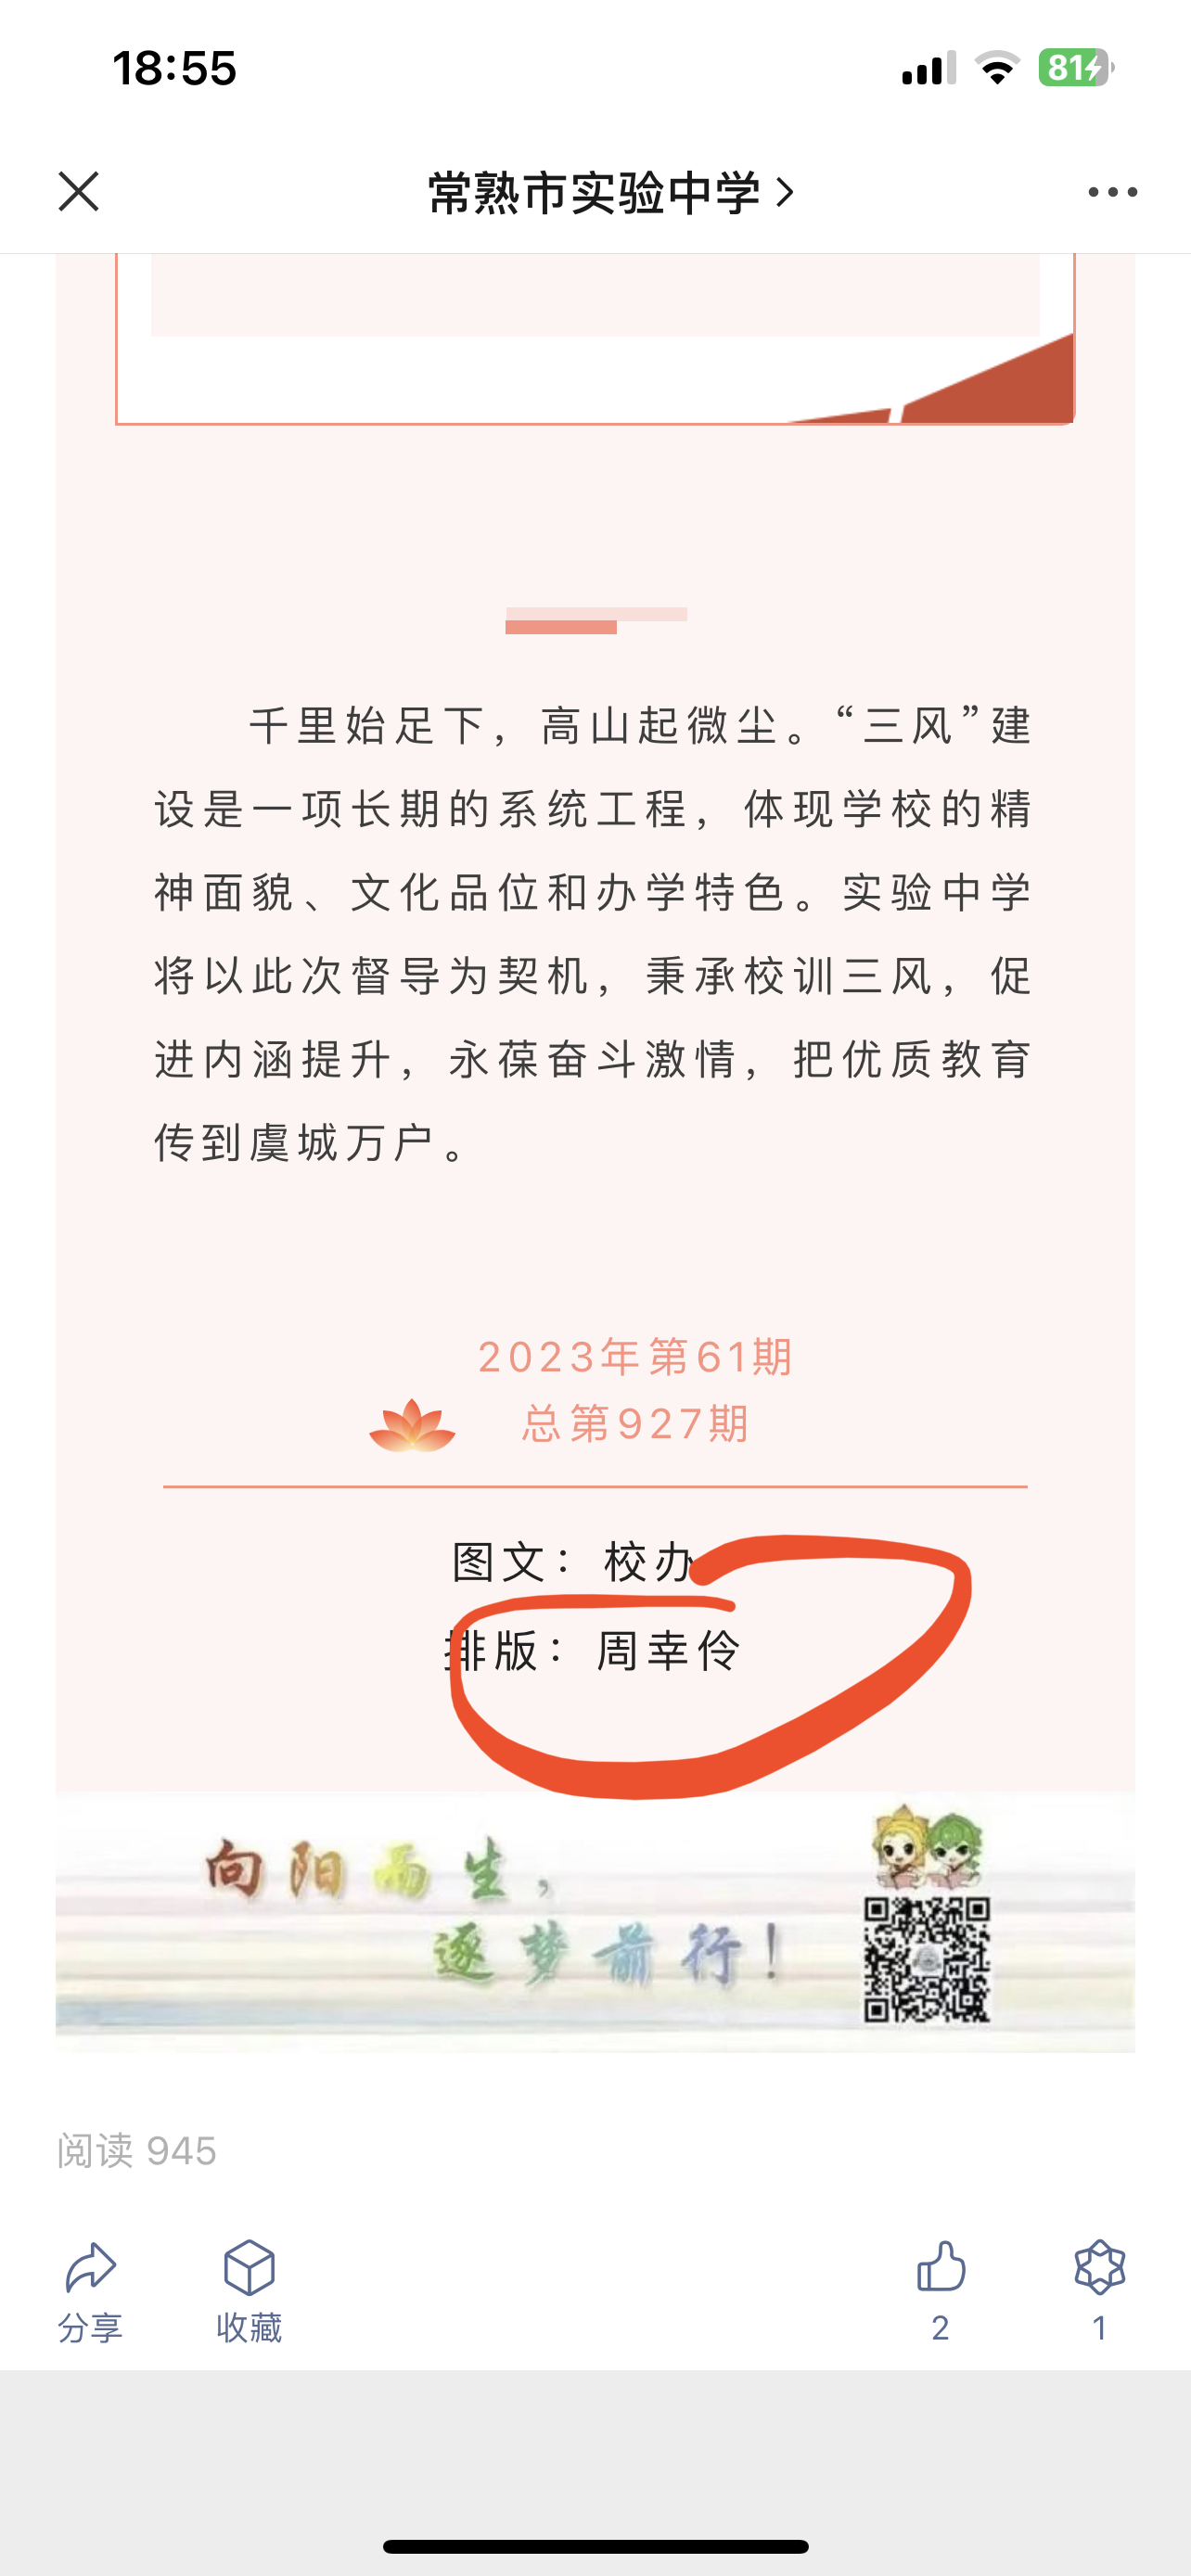 18:55
81
常熟市实验中学
千里始足下，高山起微尘。“三风”建
设是一项长期的系统工程，体现学校的精
神面貌、文化品位和办学特色。实验中学
将以此次督导为契机，秉承校训三风，促
进内涵提升，永葆奋斗激情，把优质教育
传到虞城万户。
2023年第61期
总第927期
图文：校办
排版：周幸伶
向阳而生，
逐梦前行！
阅读 945
分享
收藏
2
1